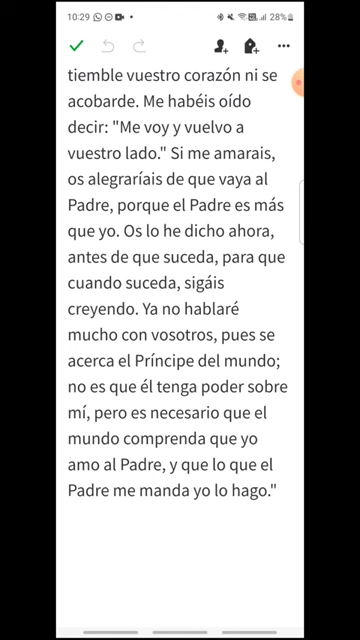 10:29
28%
tiemble vuestro corazón ni se
acobarde. Me habéis oído
decir: "Me voy y vuelvo a
vuestro lado." Si me amarais,
os alegraríais de que vaya al
Padre, porque el Padre es más
que yo. Os lo he dicho ahora,
antes de que suceda, para que
cuando suceda, sigáis
creyendo. Ya no hablaré
mucho con vosotros, pues se
acerca el Príncipe del mundo;
no es que él tenga poder sobre
mí, pero es necesario que el
mundo comprenda que yo
amo al Padre, y que lo que el
Padre me manda yo lo hago."